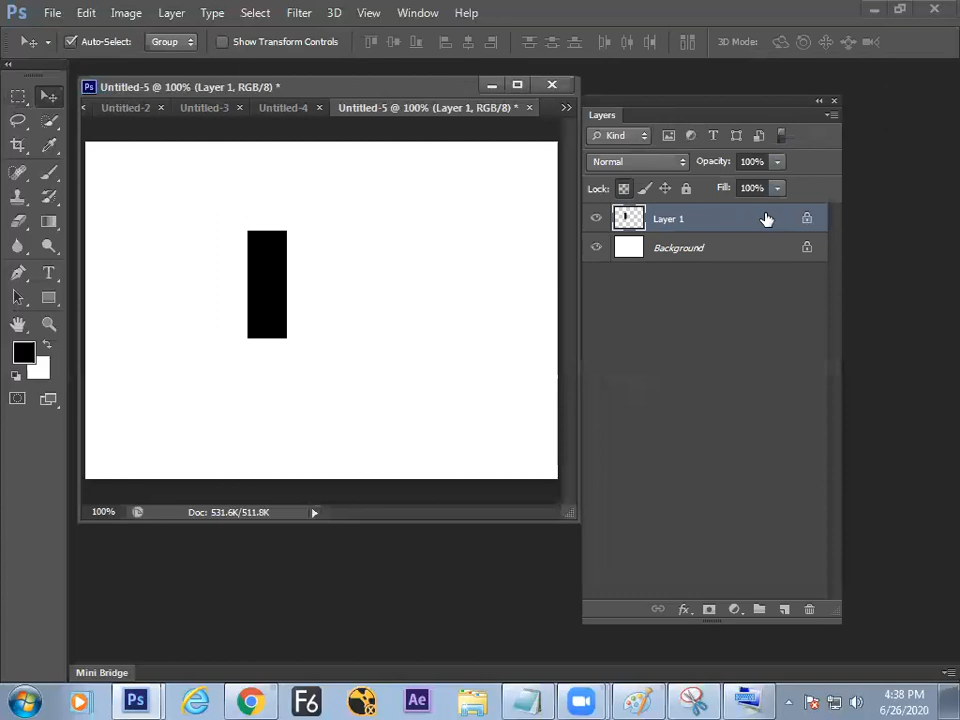 Ps File Edit Image Layer Type Select Filter 3D View Window Help
Auto-Select: Group Show Transform Controls 3D Mode:
Ps Untitled-5 @ 100% (Layer 1, RGB/8) *
Untitled-2 × Untitled-3 × Untitled-4 × Untitled-5 @ 100% (Layer 1, RGB/8) * ×
Layers
Kind
Normal Opacity: 100%
Lock: Fill: 100%
Layer 1
Background
100% Doc: 531.6K/511.8K
fx
Mini Bridge
Ps F6 Ae
4:38 PM
6/26/2020